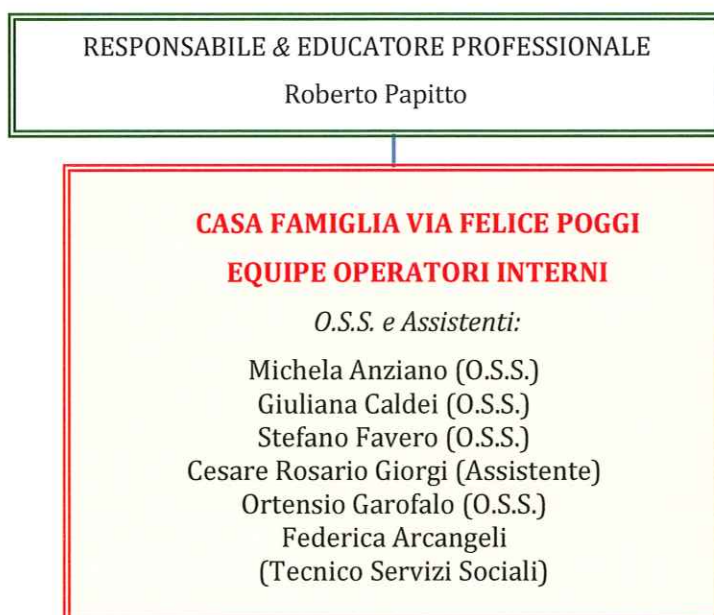 RESPONSABILE & EDUCATORE PROFESSIONALE
Roberto Papitto
CASA FAMIGLIA VIA FELICE POGGI
EQUIPE OPERATORI INTERNI
O.S.S. e Assistenti:
Michela Anziano (O.S.S.)
Giuliana Caldei (O.S.S.)
Stefano Favero (O.S.S.)
Cesare Rosario Giorgi (Assistente)
Ortensio Garofalo (O.S.S.)
Federica Arcangeli
(Tecnico Servizi Sociali)